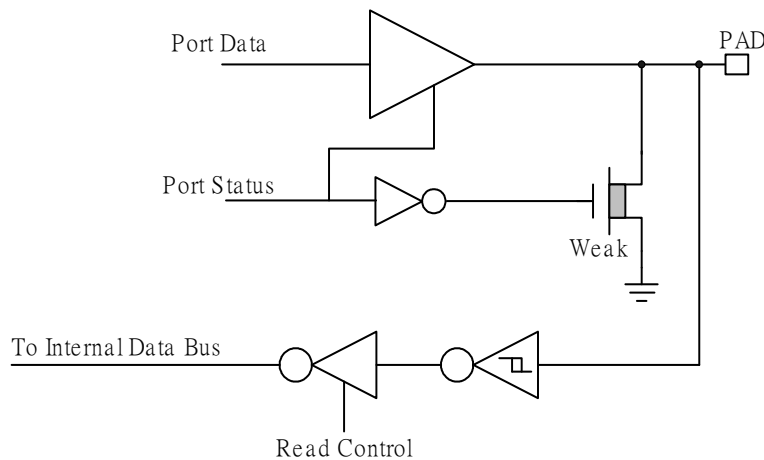 PAD
Port Data
Port Status
Weak
To Internal Data Bus
Read Control